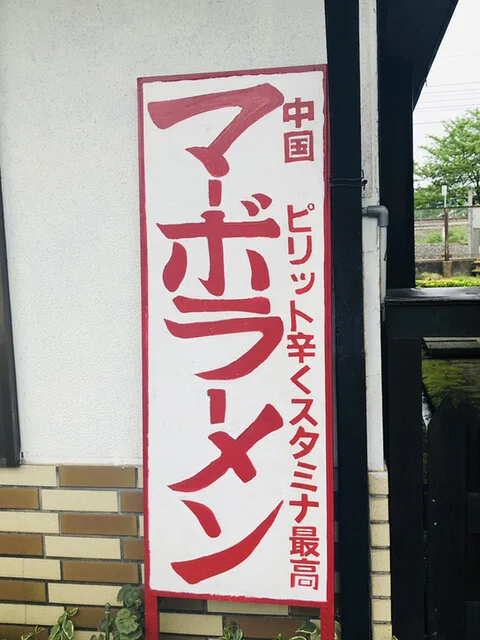 中国
マーボラーメン
ピリット辛くスタミナ最高